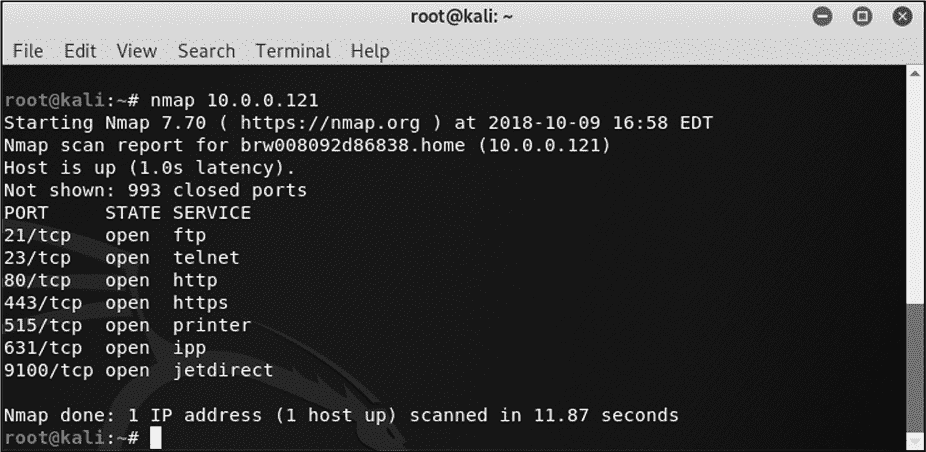 root@kali: ~
File Edit View Search Terminal Help
root@kali:~# nmap 10.0.0.121
Starting Nmap 7.70 ( https://nmap.org ) at 2018-10-09 16:58 EDT
Nmap scan report for brw008092d86838.home (10.0.0.121)
Host is up (1.0s latency).
Not shown: 993 closed ports
PORT     STATE SERVICE
21/tcp   open  ftp
23/tcp   open  telnet
80/tcp   open  http
443/tcp  open  https
515/tcp  open  printer
631/tcp  open  ipp
9100/tcp open  jetdirect
Nmap done: 1 IP address (1 host up) scanned in 11.87 seconds
root@kali:~#